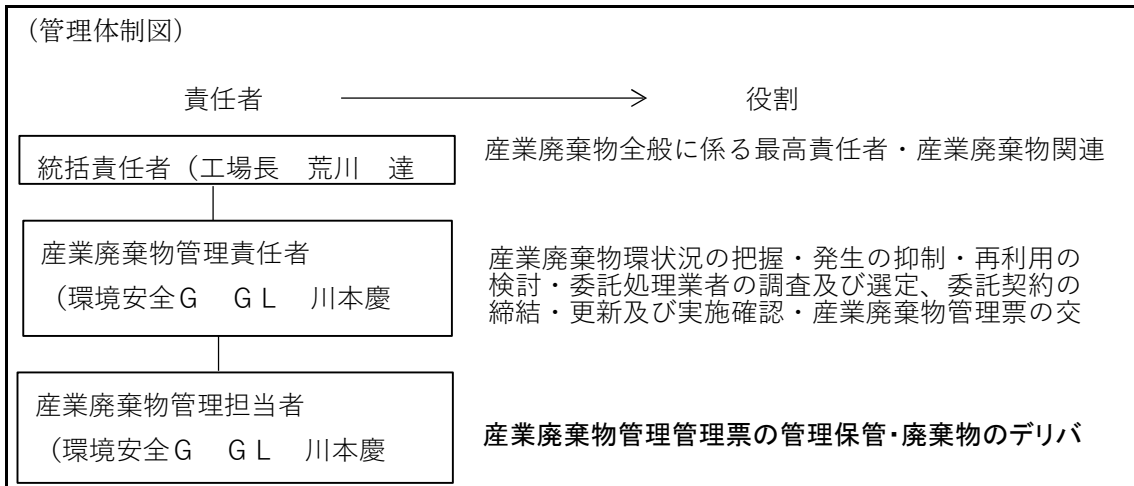 (管理体制図)
責任者 役割
統括責任者(工場長 荒川 達
産業廃棄物全般に係る最高責任者・産業廃棄物関連
産業廃棄物管理責任者
(環境安全G GL 川本慶
産業廃棄物環状況の把握・発生の抑制・再利用の
検討・委託処理業者の調査及び選定、委託契約の
締結・更新及び実施確認・産業廃棄物管理票の交
産業廃棄物管理担当者
(環境安全G GL 川本慶
産業廃棄物管理管理票の管理保管・廃棄物のデリバ